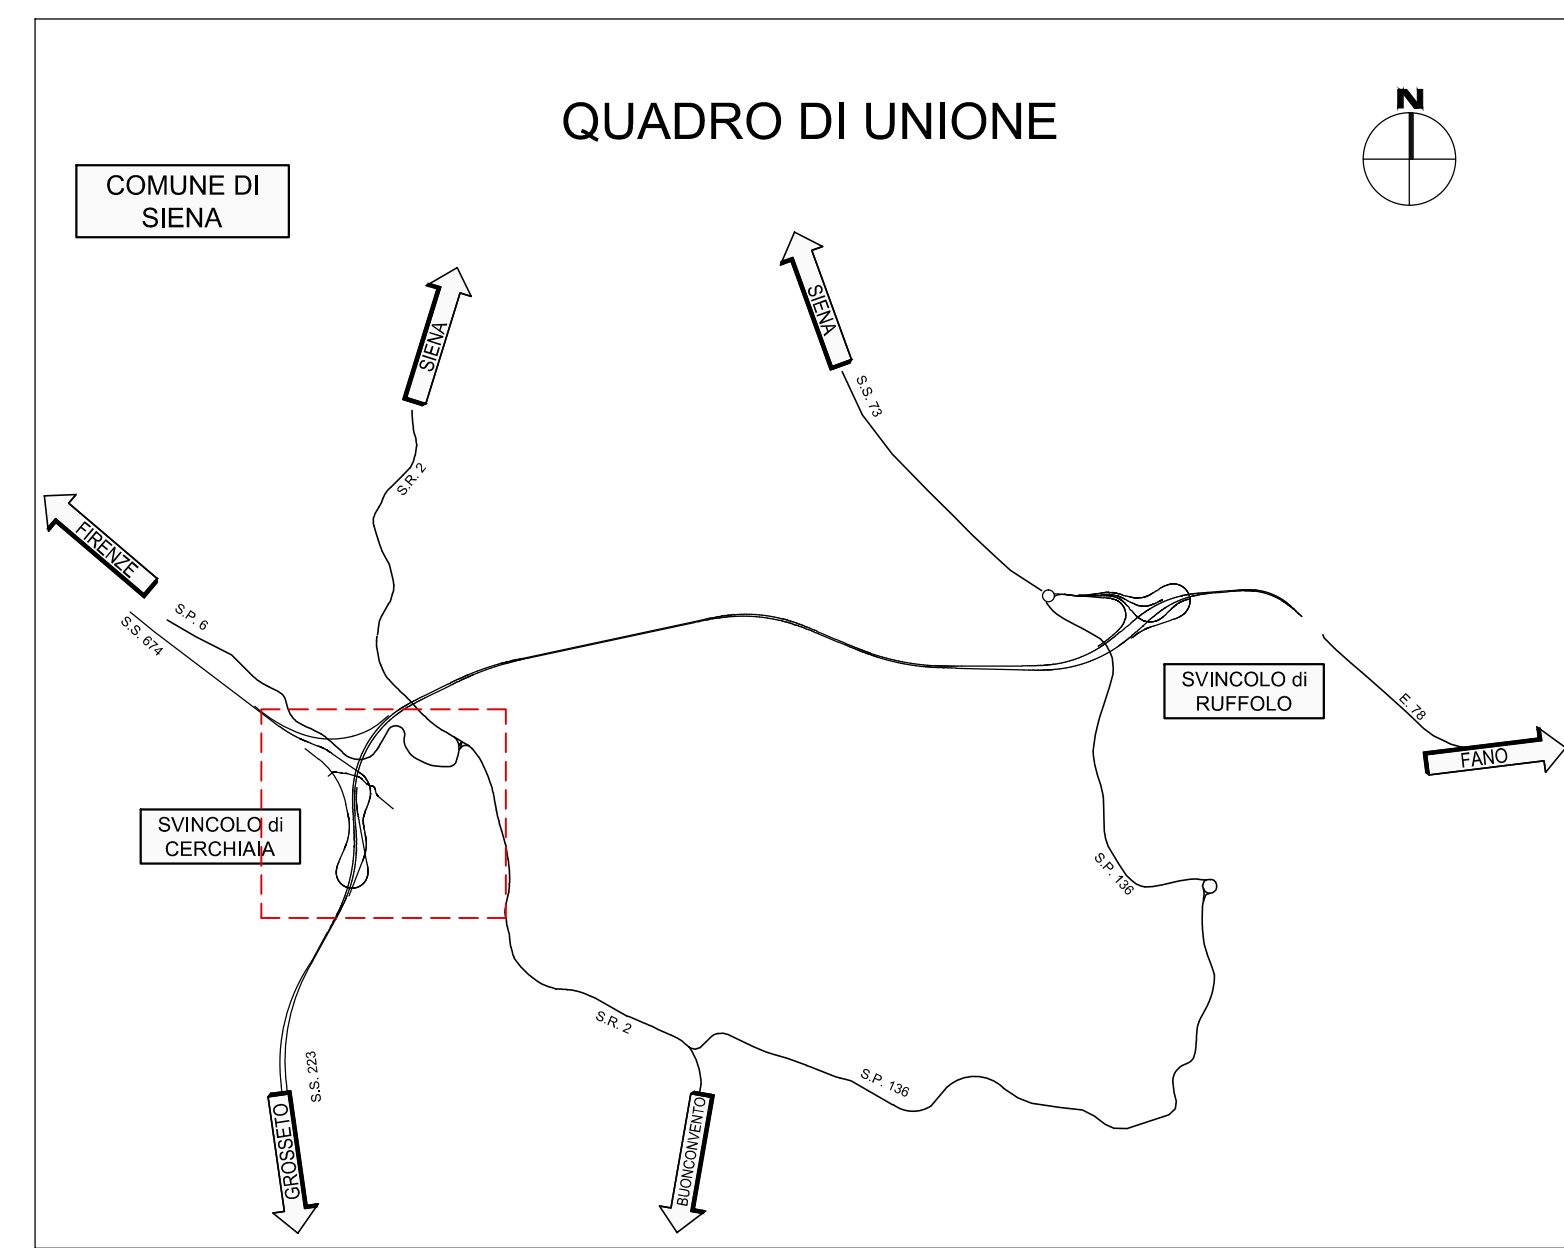 QUADRO DI UNIONE
N
COMUNE DI
SIENA
SIENA
SIENA
S.S. 73
S.R. 2
FIRENZE
S.P. 6
S.S. 674
SVINCOLO di
RUFFOLO
E. 78
FANO
SVINCOLO di
CERCHIAIA
S.P. 136
S.R. 2
S.S. 223
S.P. 136
GROSSETO
BUONCONVENTO